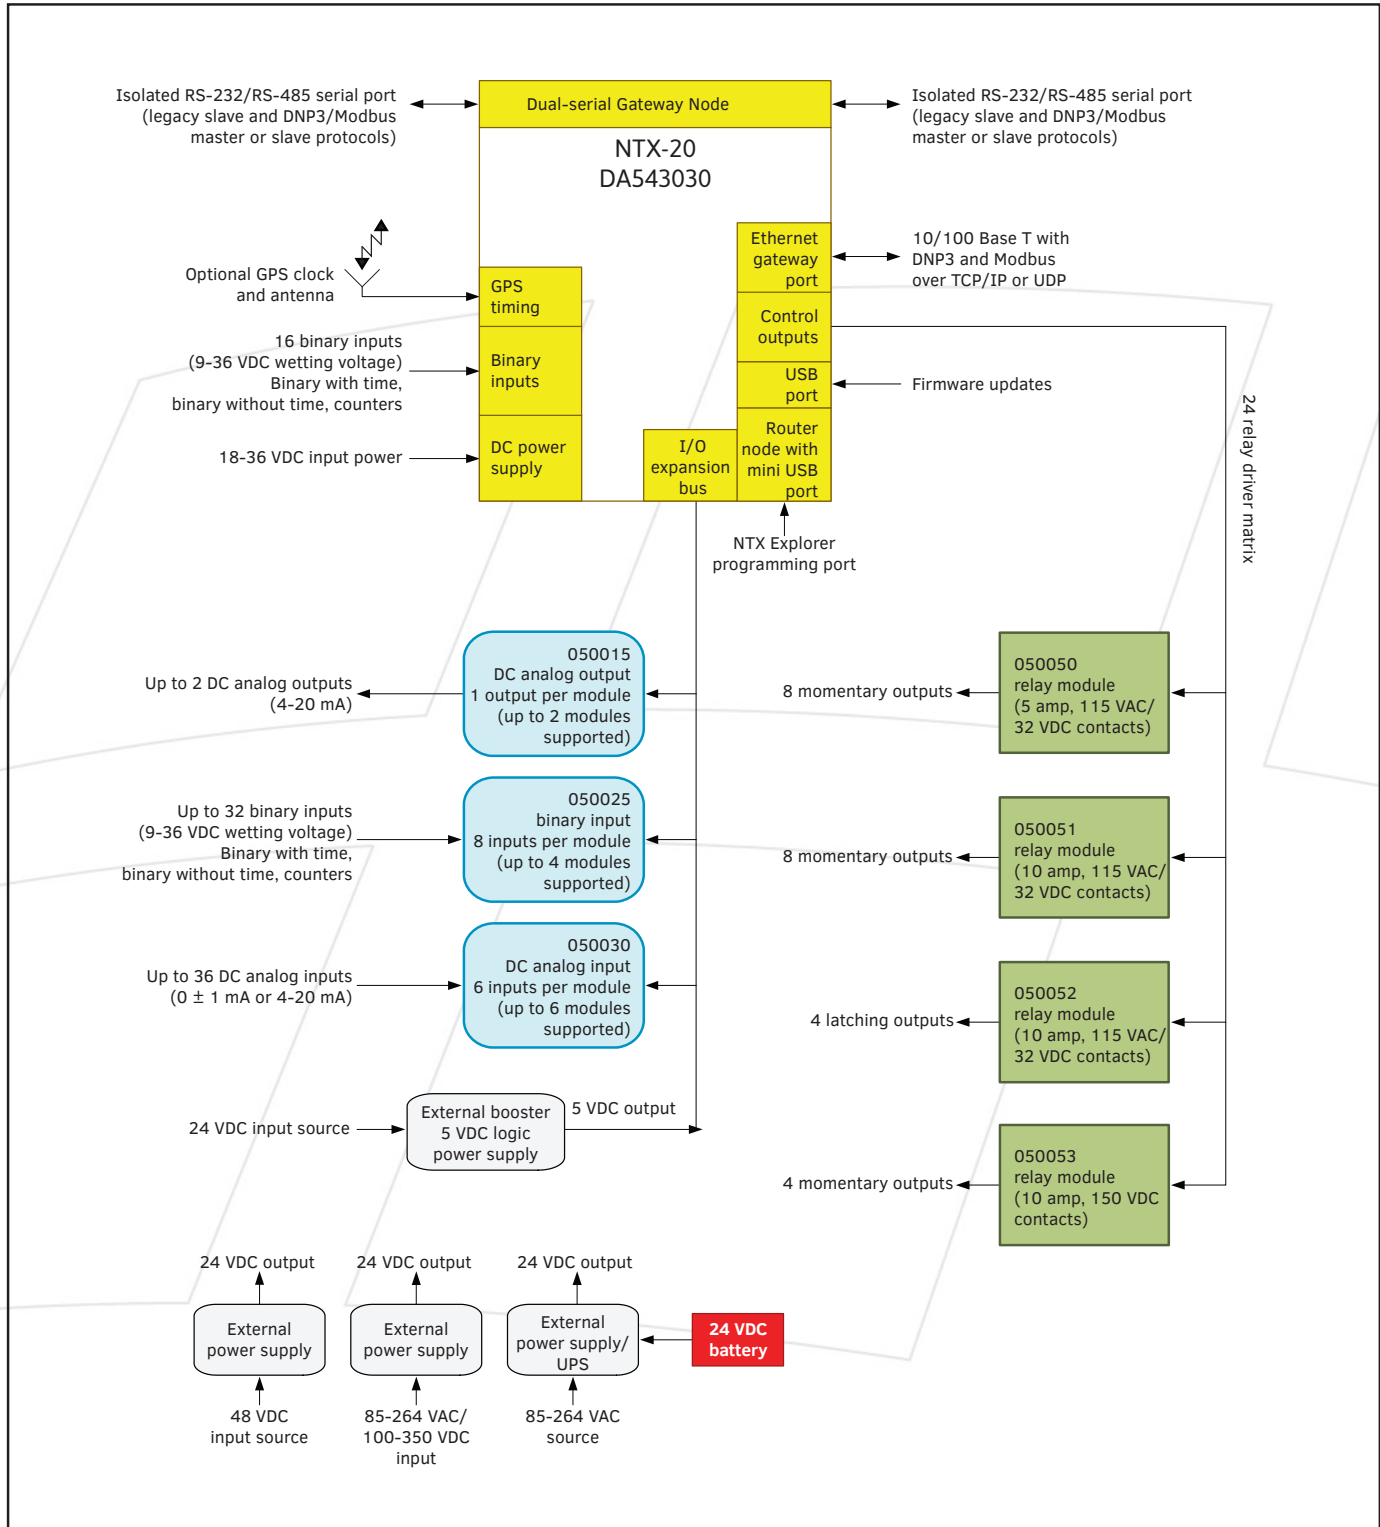 Isolated RS-232/RS-485 serial port
(legacy slave and DNP3/Modbus
master or slave protocols)
Dual-serial Gateway Node
Isolated RS-232/RS-485 serial port
(legacy slave and DNP3/Modbus
master or slave protocols)
NTX-20
DA543030
Optional GPS clock
and antenna
GPS
timing
Ethernet
gateway
port
10/100 Base T with
DNP3 and Modbus
over TCP/IP or UDP
16 binary inputs
(9-36 VDC wetting voltage)
Binary with time,
binary without time, counters
Binary
inputs
Control
outputs
USB
port
Firmware updates
18-36 VDC input power
DC power
supply
I/O
expansion
bus
Router
node with
mini USB
port
NTX Explorer
programming port
24 relay driver matrix
Up to 2 DC analog outputs
(4-20 mA)
050015
DC analog output
1 output per module
(up to 2 modules
supported)
8 momentary outputs
050050
relay module
(5 amp, 115 VAC/
32 VDC contacts)
Up to 32 binary inputs
(9-36 VDC wetting voltage)
Binary with time,
binary without time, counters
050025
binary input
8 inputs per module
(up to 4 modules
supported)
8 momentary outputs
050051
relay module
(10 amp, 115 VAC/
32 VDC contacts)
Up to 36 DC analog inputs
(0 ± 1 mA or 4-20 mA)
050030
DC analog input
6 inputs per module
(up to 6 modules
supported)
4 latching outputs
050052
relay module
(10 amp, 115 VAC/
32 VDC contacts)
24 VDC input source
External booster
5 VDC logic
power supply
5 VDC output
4 momentary outputs
050053
relay module
(10 amp, 150 VDC
contacts)
24 VDC output
24 VDC output
24 VDC output
External
power supply
External
power supply
External
power supply/
UPS
24 VDC
battery
48 VDC
input source
85-264 VAC/
100-350 VDC
input
85-264 VAC
source